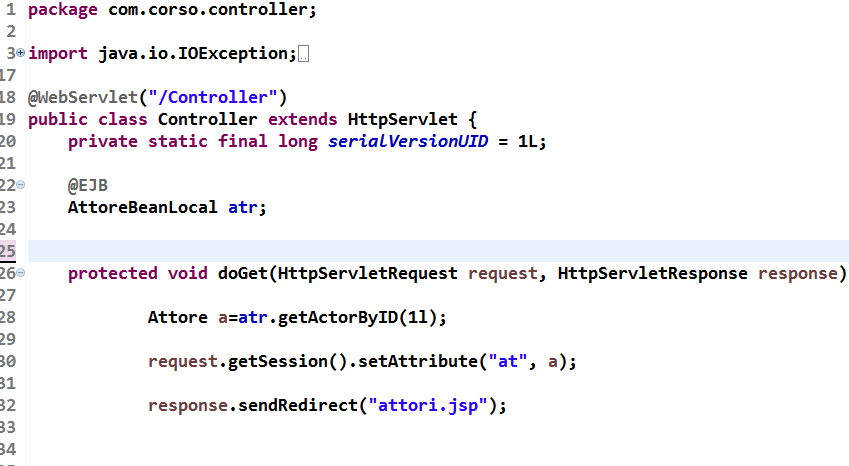 1 package com.corso.controller;
2
3 import java.io.IOException;
17
18 @WebServlet("/Controller")
19 public class Controller extends HttpServlet {
20 private static final long serialVersionUID = 1L;
21
22 @EJB
23 AttoreBeanLocal atr;
24
25
26 protected void doGet(HttpServletRequest request, HttpServletResponse response)
27
28 Attore a=atr.getActorByID(1l);
29
30 request.getSession().setAttribute("at", a);
31
32 response.sendRedirect("attori.jsp");
33
34